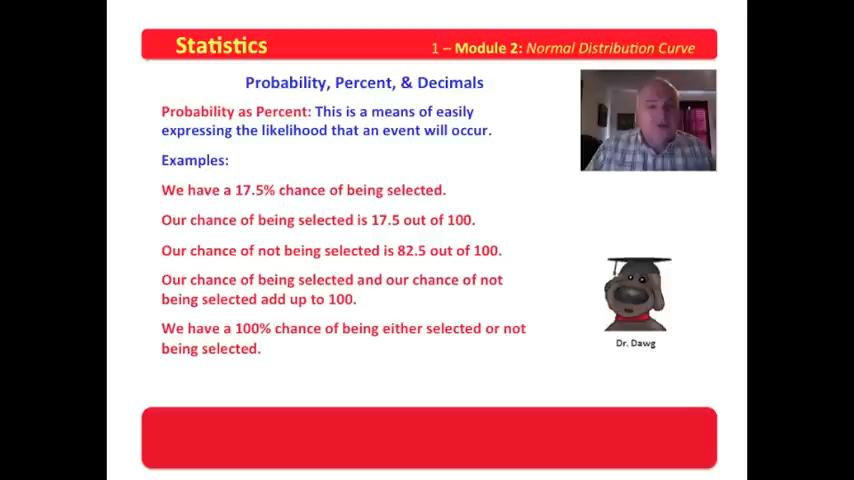 Statistics
1 – Module 2: Normal Distribution Curve
Probability, Percent, & Decimals
Probability as Percent: This is a means of easily
expressing the likelihood that an event will occur.
Examples:
We have a 17.5% chance of being selected.
Our chance of being selected is 17.5 out of 100.
Our chance of not being selected is 82.5 out of 100.
Our chance of being selected and our chance of not
being selected add up to 100.
We have a 100% chance of being either selected or not
being selected.
Dr. Dawg